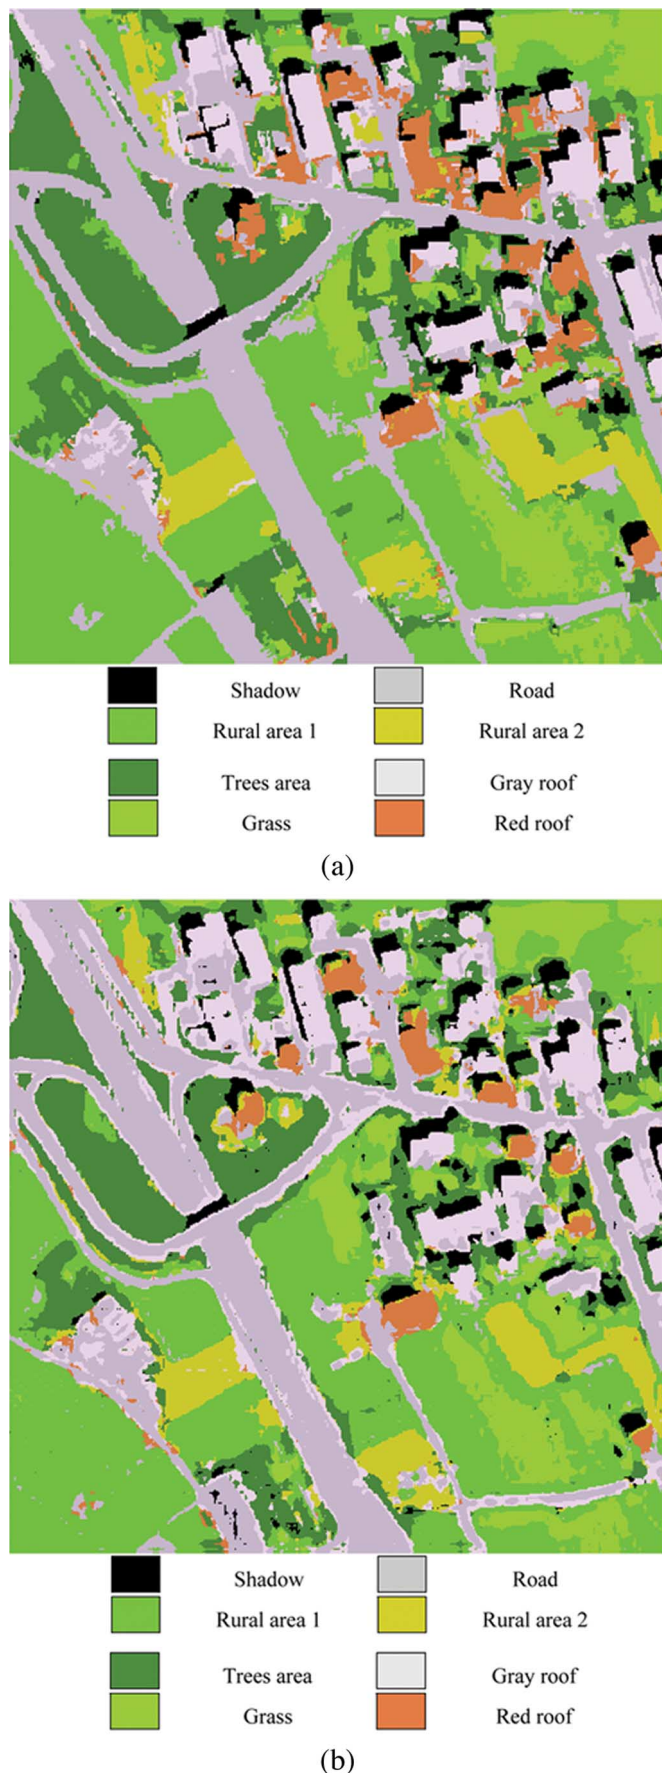 Shadow Road
Rural area 1 Rural area 2
Trees area Gray roof
Grass Red roof
(a)
Shadow Road
Rural area 1 Rural area 2
Trees area Gray roof
Grass Red roof
(b)